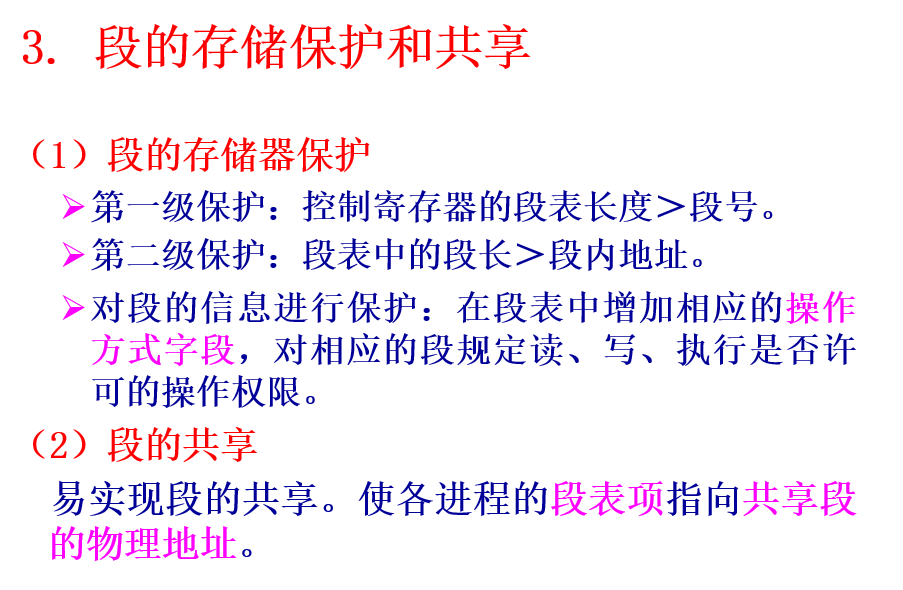 3. 段的存储保护和共享
（1）段的存储器保护
第一级保护：控制寄存器的段表长度＞段号。
第二级保护：段表中的段长＞段内地址。
对段的信息进行保护：在段表中增加相应的操作
方式字段，对相应的段规定读、写、执行是否许
可的操作权限。
（2）段的共享
易实现段的共享。使各进程的段表项指向共享段
的物理地址。